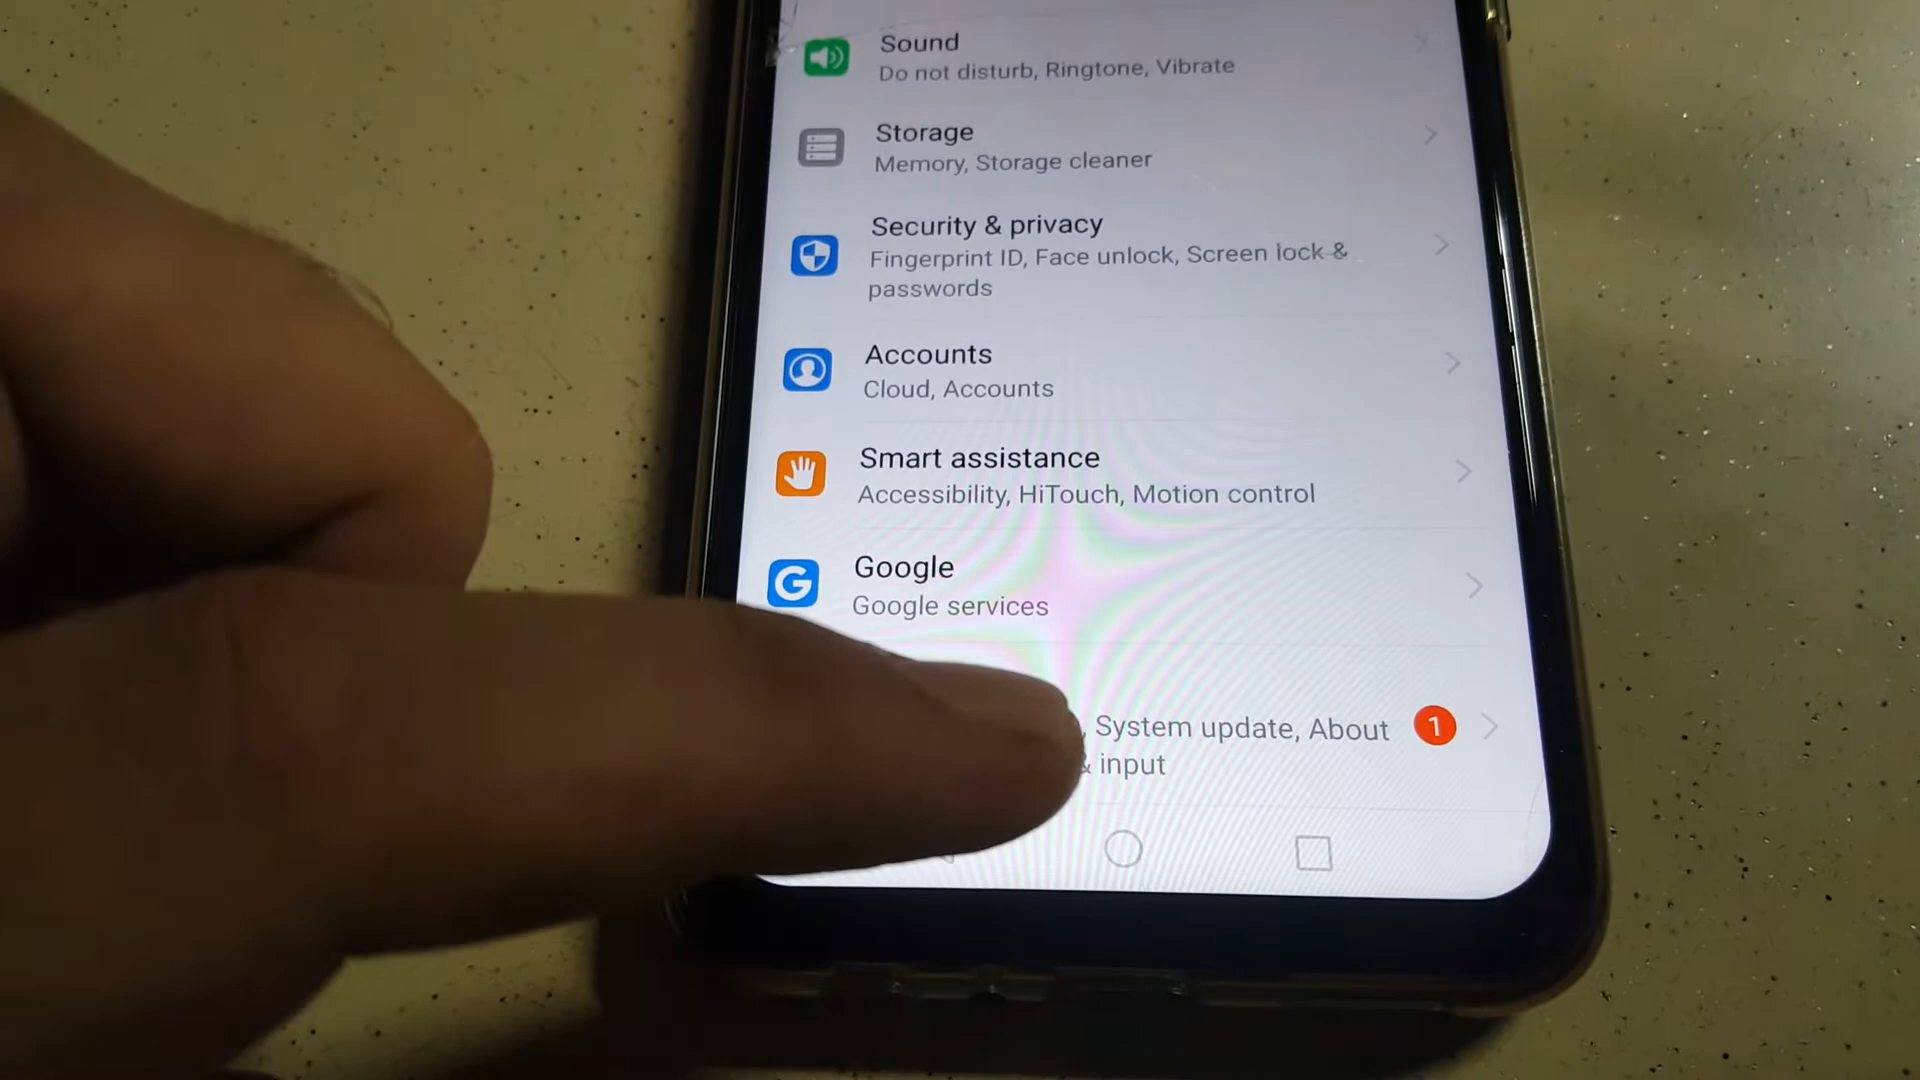 Sound
Do not disturb, Ringtone, Vibrate
Storage
Memory, Storage cleaner
Security & privacy
Fingerprint ID, Face unlock, Screen lock &
passwords
Accounts
Cloud, Accounts
Smart assistance
Accessibility, HiTouch, Motion control
G
Google
Google services
, System update, About
1
& input